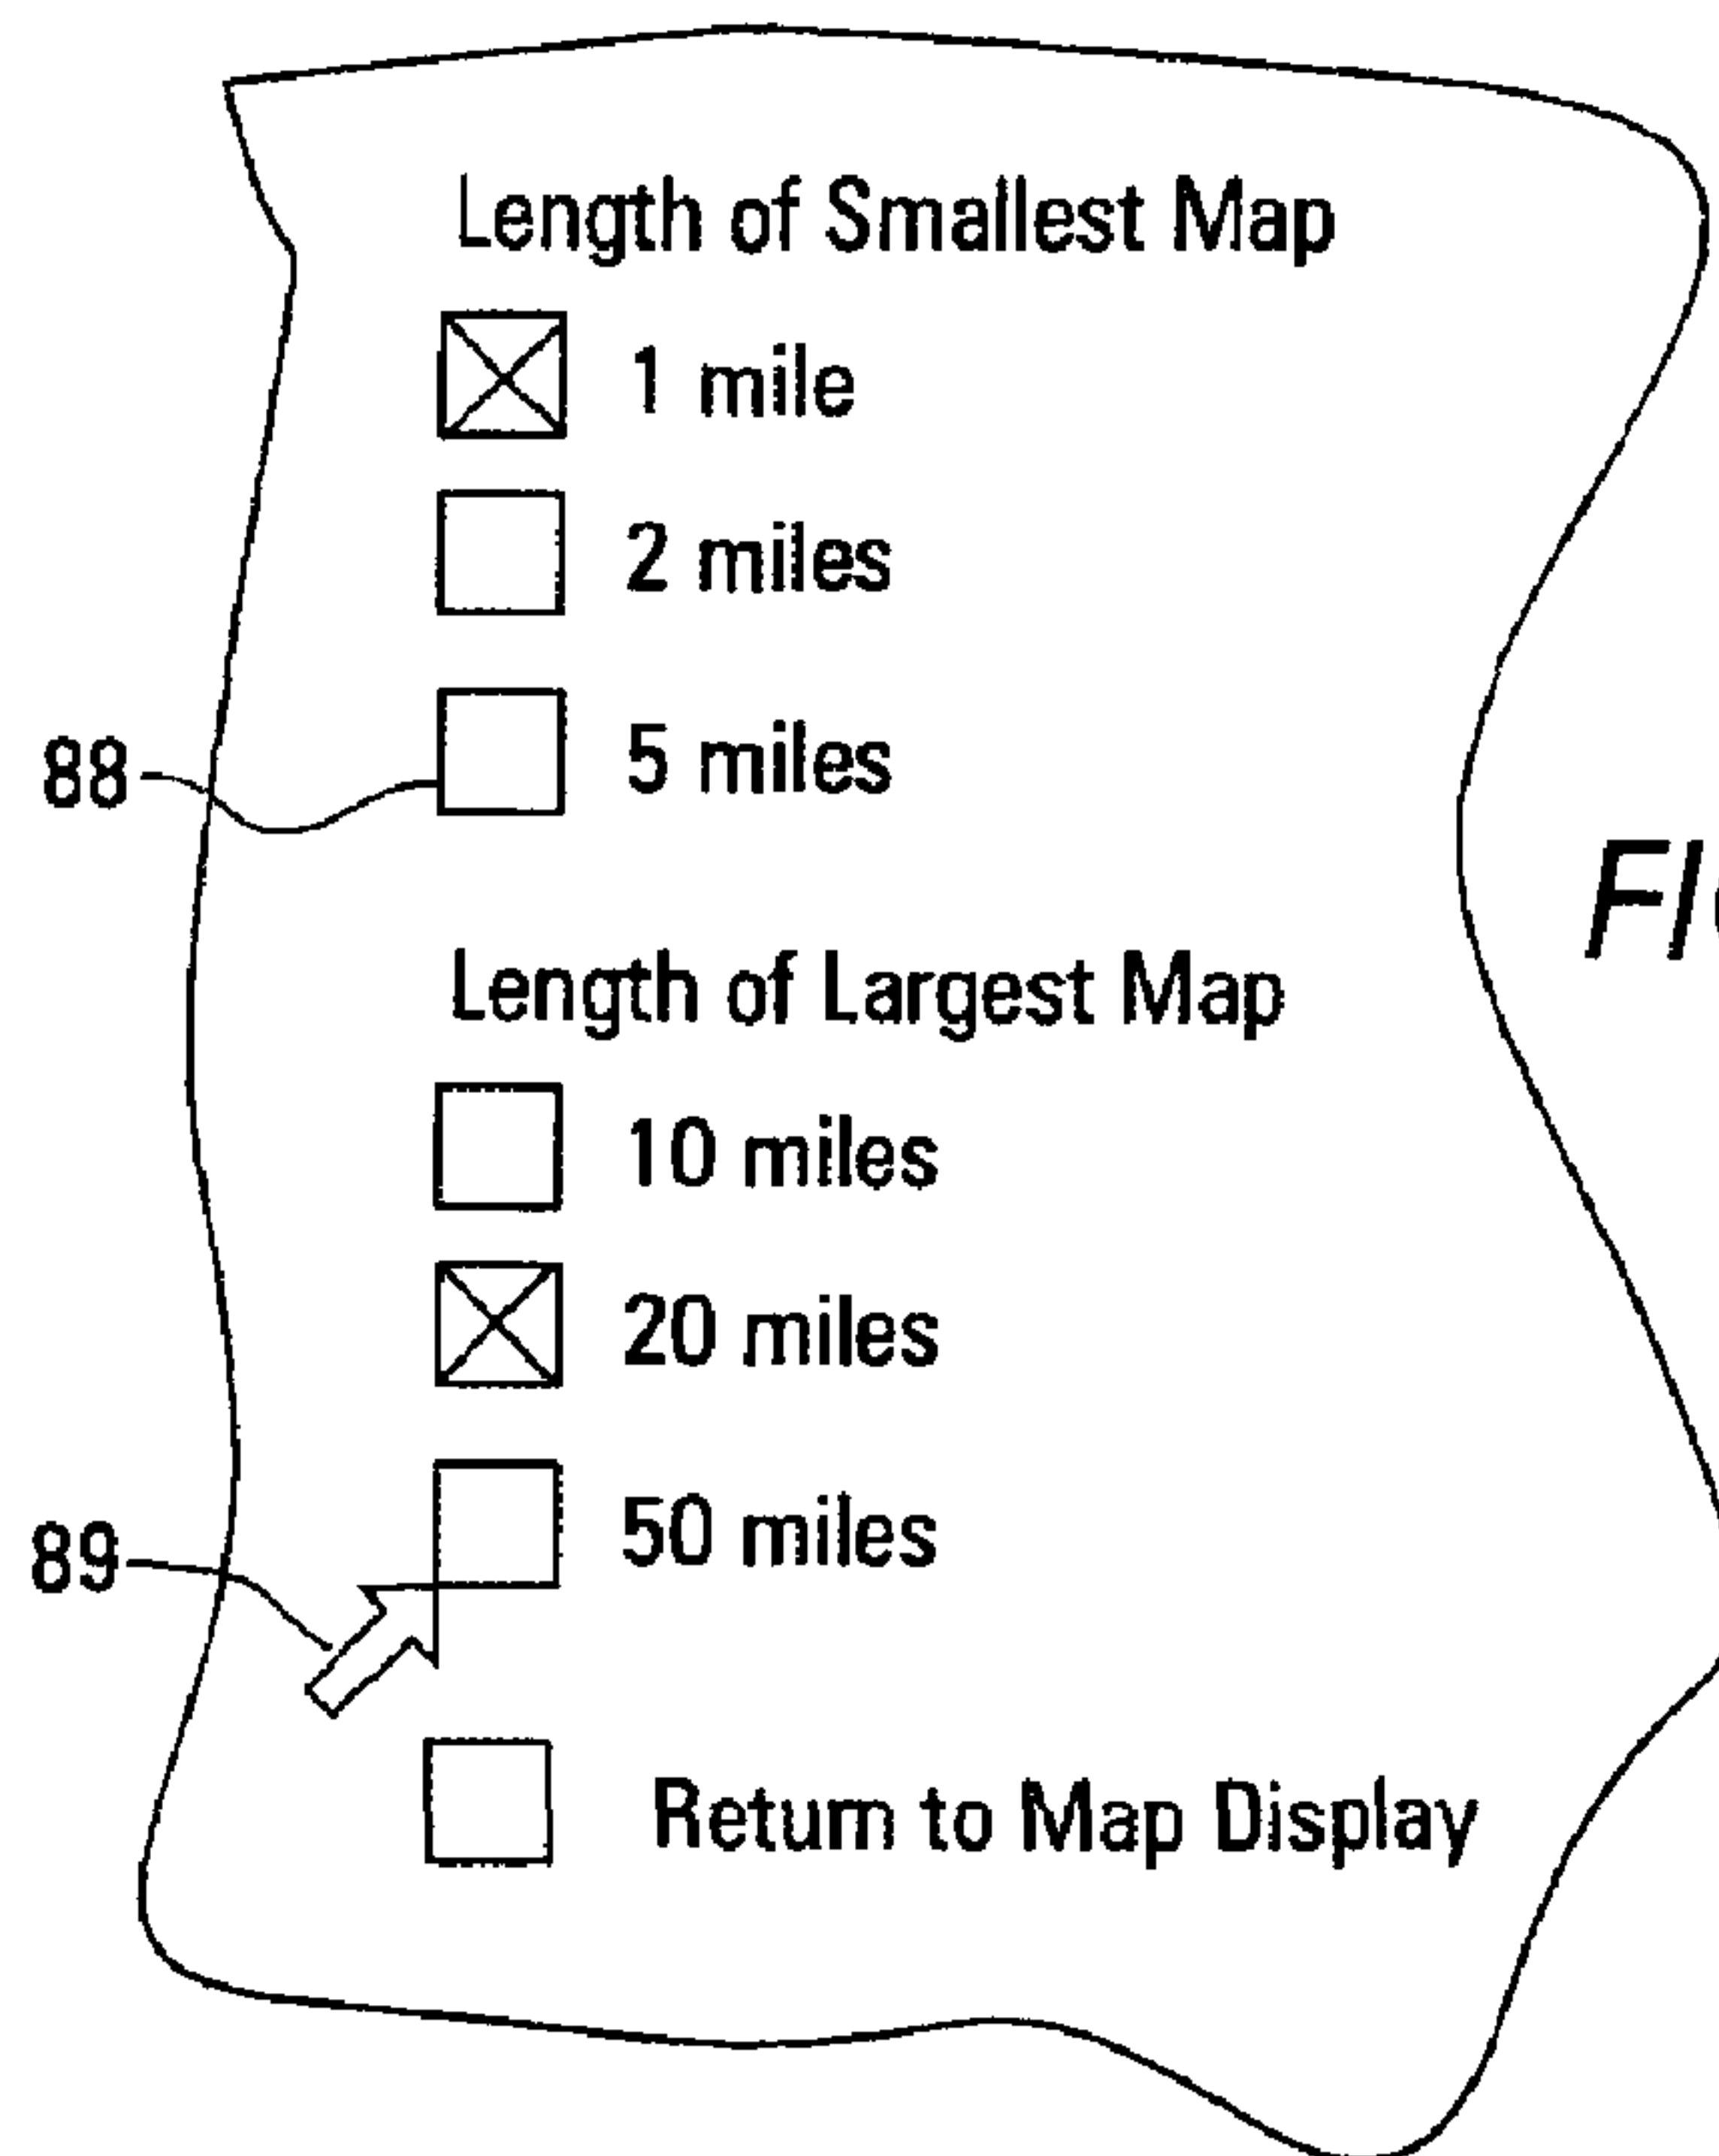 Length of Smallest Map
1 mile
2 miles
88
5 miles
Length of Largest Map
10 miles
20 miles
50 miles
89
Return to Map Display